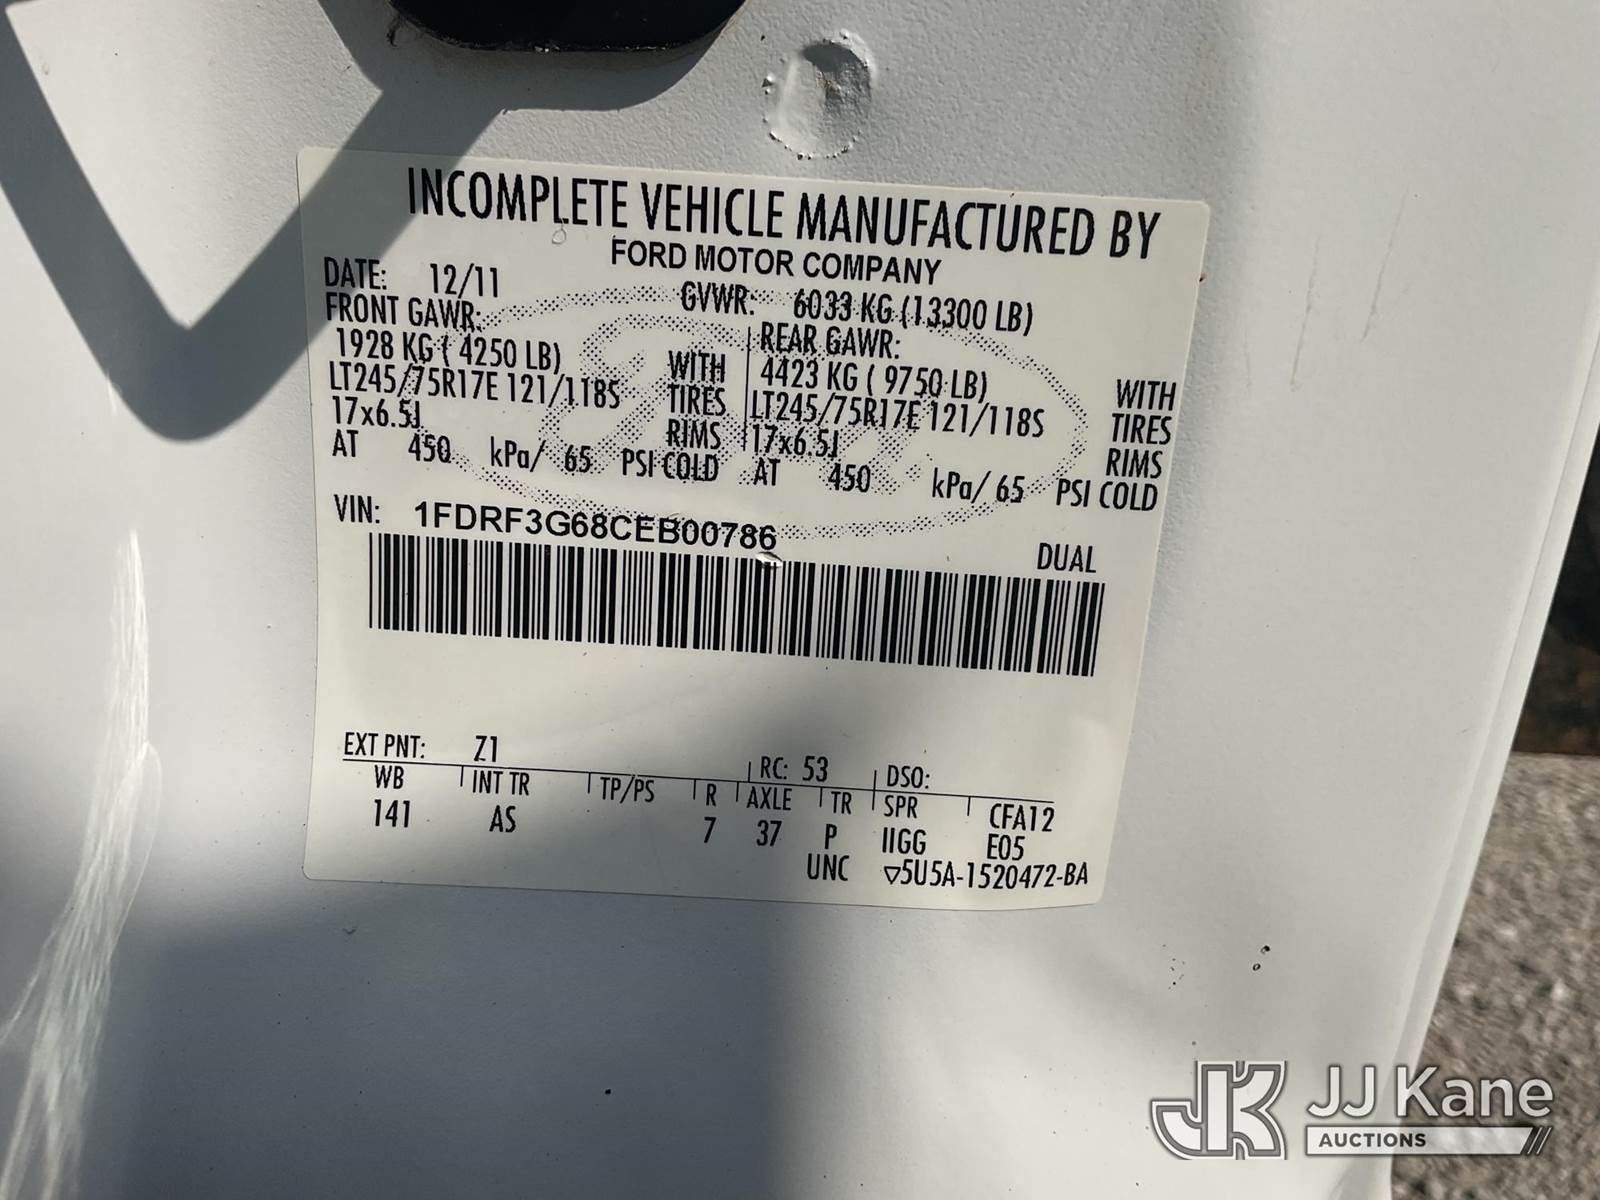 INCOMPLETE VEHICLE MANUFACTURED BY
FORD MOTOR COMPANY
DATE: 12/11 GVWR: 6033 KG (13300 LB)
FRONT GAWR: REAR GAWR:
1928 KG ( 4250 LB) WITH 4423 KG ( 9750 LB) WITH
LT245/75R17E 121/118S TIRES LT245/75R17E 121/118S TIRES
17x6.5J RIMS 17x6.5J RIMS
AT 450 kPa/ 65 PSI COLD AT 450 kPa/ 65 PSI COLD
VIN: 1FDRF3G68CEB00786
DUAL
EXT PNT: Z1 RC: 53 DSO:
WB INT TR TP/PS R AXLE TR SPR CFA12
141 AS 7 37 P IIGG E05
UNC ▽5U5A-1520472-BA
JK JJ Kane
AUCTIONS